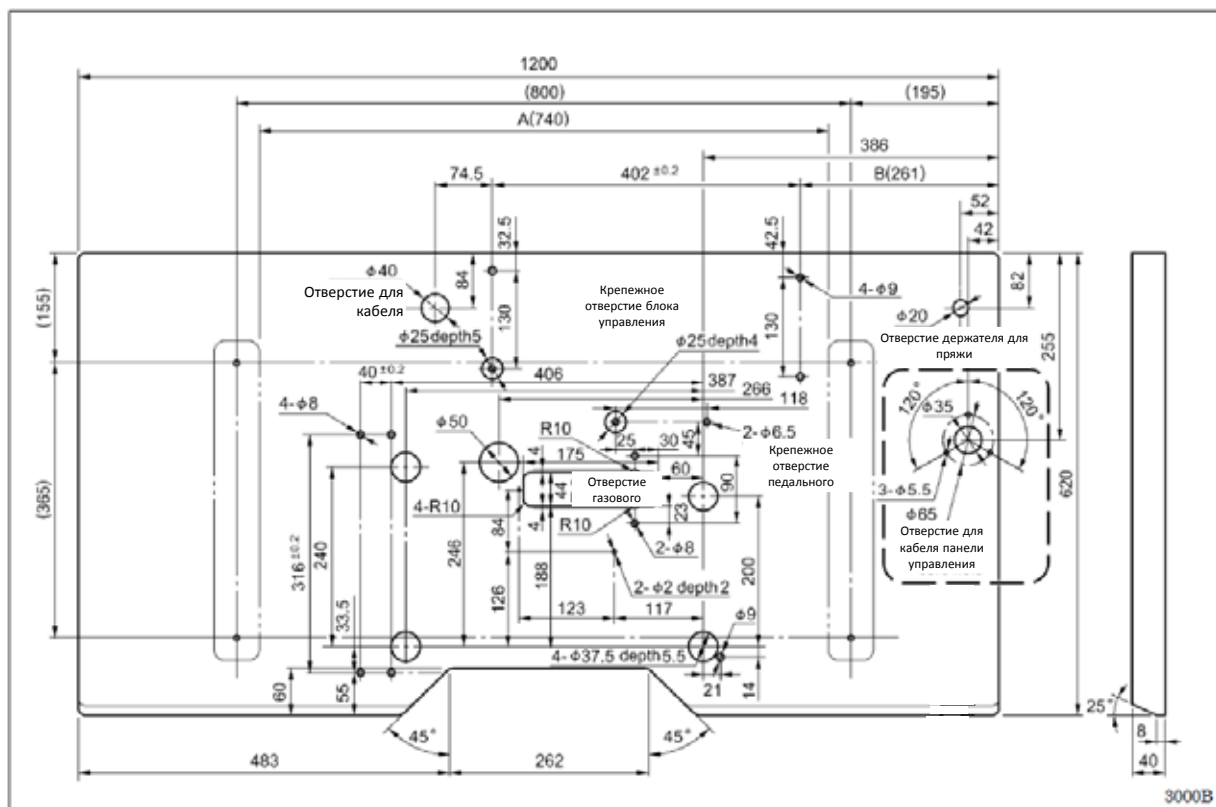 1200
(800)
(195)
A(740)
386
74.5
402 ±0.2
B(261)
52
42
32.5
42.5
84
82
φ40
4-φ9
Отверстие для
кабеля
Крепежное
отверстие блока
управления
φ20
(155)
130
130
255
φ25depth5
φ25depth4
Отверстие держателя для
пряжи
40 ±0.2
406
387
266
118
120°
120°
φ35
4-φ8
φ50
R10
25
30
45
2-φ6.5
4
175
60
Крепежное
отверстие
педального
90
620
(365)
Отверстие
газового
44
3-φ5.5
4-R10
84
4
R10
23
φ65
Отверстие для
кабеля панели
управления
2-φ8
316 ±0.2
240
246
188
200
126
2-φ2 depth2
33.5
123
117
φ9
4-φ37.5 depth5.5
60
55
21
14
25°
45°
45°
8
483
262
40
3000B